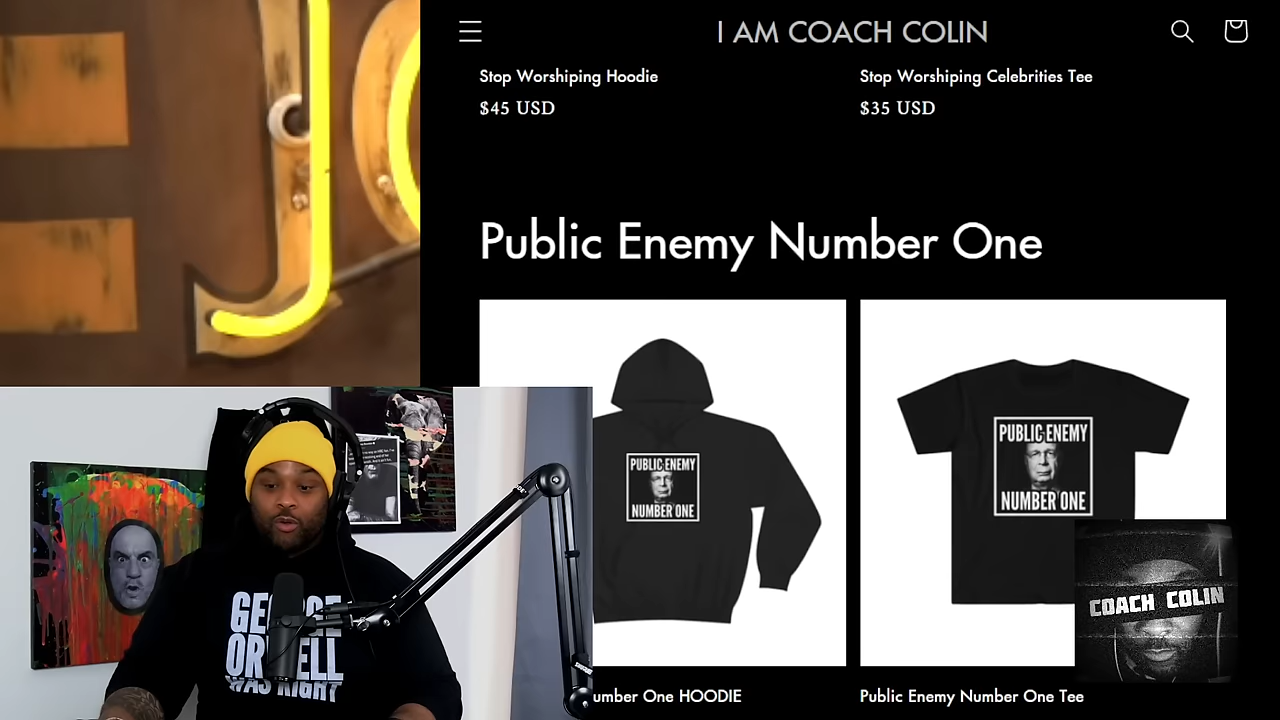 I AM COACH COLIN
Stop Worshiping Hoodie
Stop Worshiping Celebrities Tee
$45 USD
$35 USD
Public Enemy Number One
PUBLIC ENEMY
NUMBER ONE
PUBLIC ENEMY
NUMBER ONE
COACH COLIN
GEORGE
ORWELL
WAS RIGHT
umber One HOODIE
Public Enemy Number One Tee